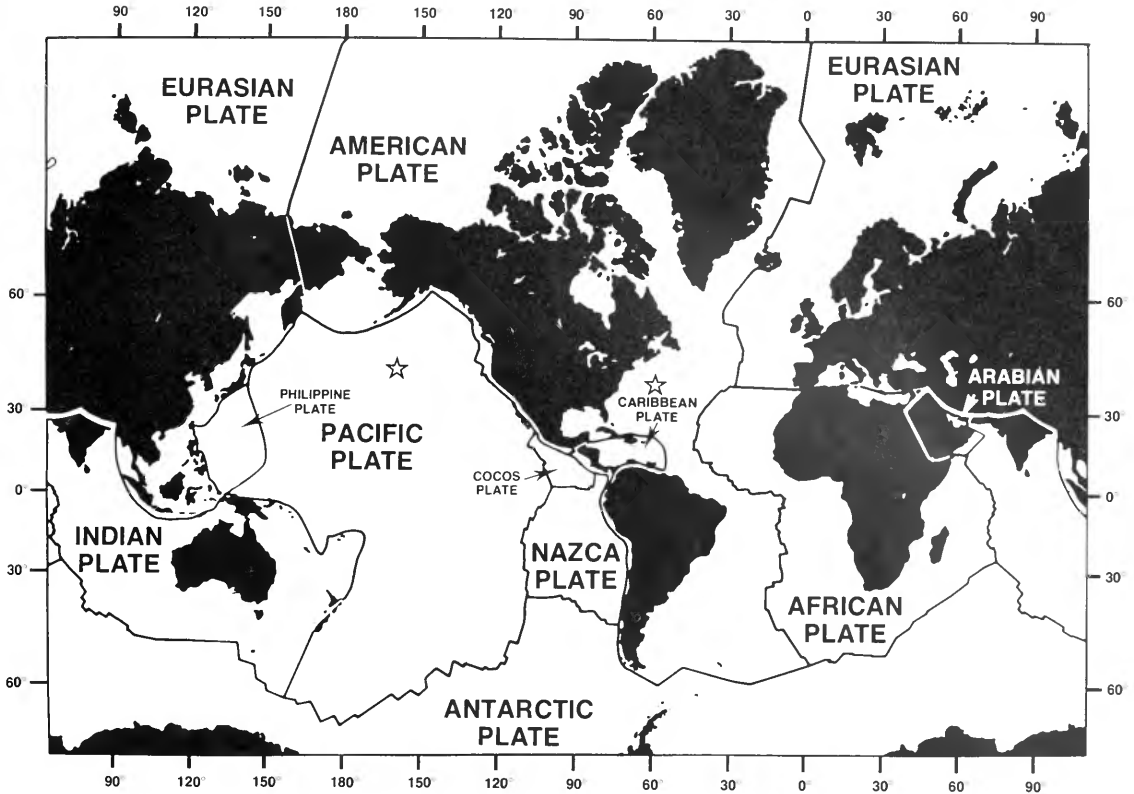 90° 120° 150° 180° 150° 120° 90° 60° 30° 0° 30° 60° 90°
EURASIAN
PLATE
EURASIAN
PLATE
AMERICAN
PLATE
60°
60°
ARABIAN
PLATE
PHILIPPINE
PLATE
CARIBBEAN
PLATE
30°
30°
PACIFIC
PLATE
COCOS
PLATE
0°
0°
INDIAN
PLATE
NAZCA
PLATE
30°
30°
AFRICAN
PLATE
60°
60°
ANTARCTIC
PLATE
90° 120° 150° 180° 150° 120° 90° 60° 30° 0° 30° 60° 90°